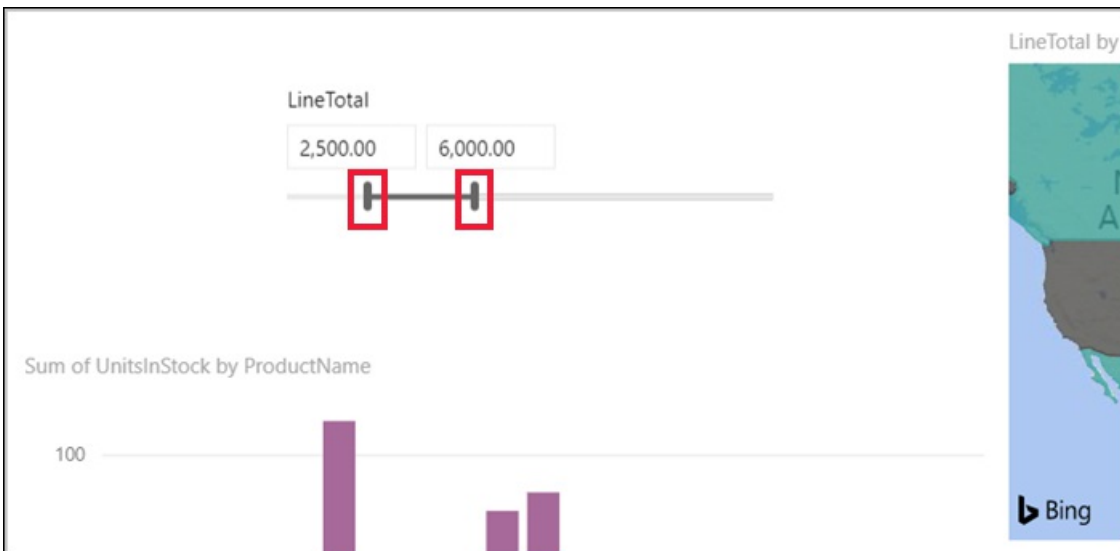 LineTotal by
LineTotal
2,500.00 6,000.00
N
A
Sum of UnitsInStock by ProductName
100
Bing